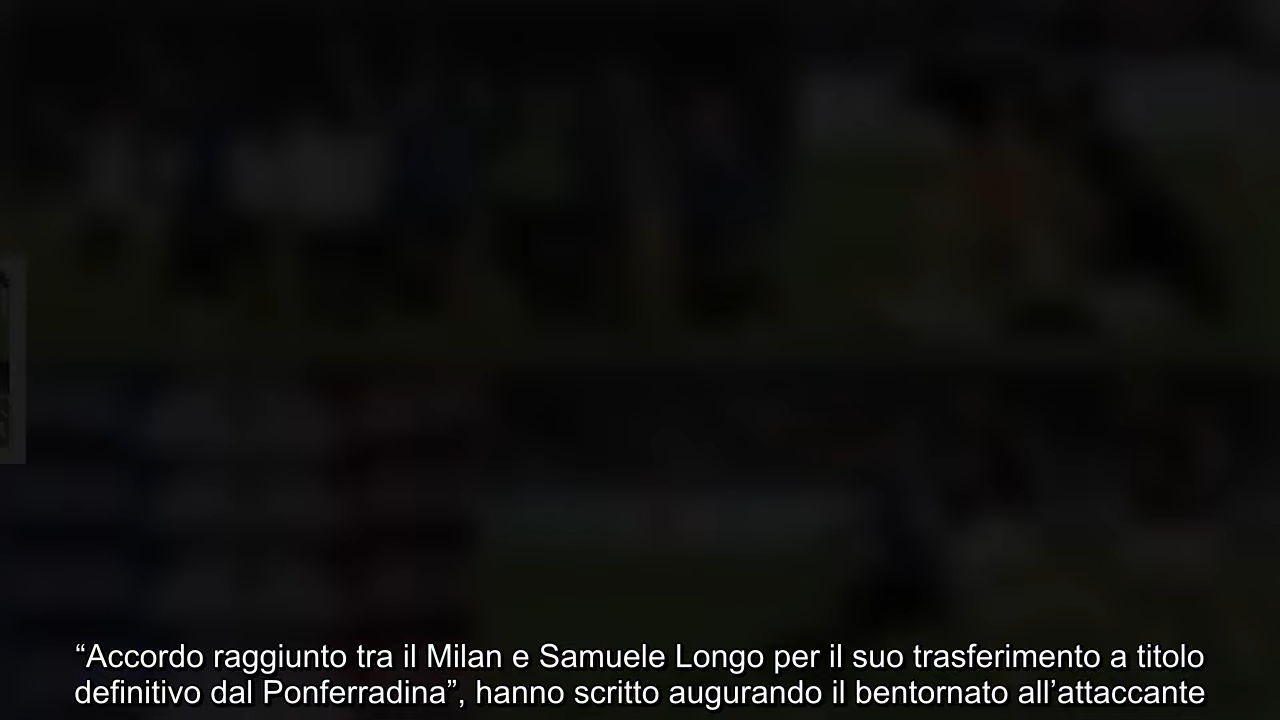 “Accordo raggiunto tra il Milan e Samuele Longo per il suo trasferimento a titolo
definitivo dal Ponferradina”, hanno scritto augurando il bentornato all’attaccante